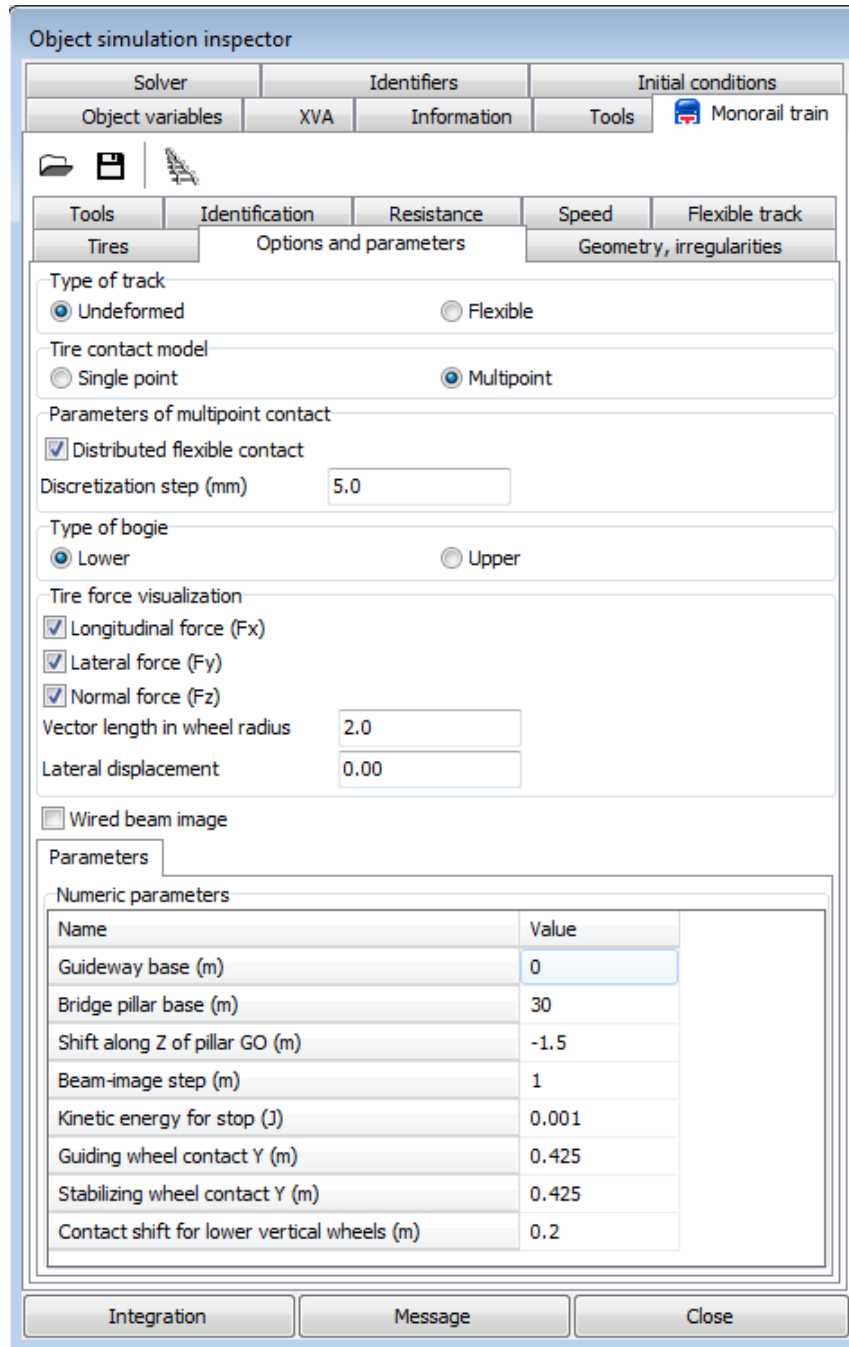 Object simulation inspector
Solver Identifiers Initial conditions
Object variables XVA Information Tools Monorail train
Tools Identification Resistance Speed Flexible track
Tires Options and parameters Geometry, irregularities
Type of track
Undeformed Flexible
Tire contact model
Single point Multipoint
Parameters of multipoint contact
Distributed flexible contact
Discretization step (mm) 5.0
Type of bogie
Lower Upper
Tire force visualization
Longitudinal force (Fx)
Lateral force (Fy)
Normal force (Fz)
Vector length in wheel radius 2.0
Lateral displacement 0.00
Wired beam image
Parameters
Numeric parameters
Name Value
Guideway base (m) 0
Bridge pillar base (m) 30
Shift along Z of pillar GO (m) -1.5
Beam-image step (m) 1
Kinetic energy for stop (J) 0.001
Guiding wheel contact Y (m) 0.425
Stabilizing wheel contact Y (m) 0.425
Contact shift for lower vertical wheels (m) 0.2
Integration Message Close